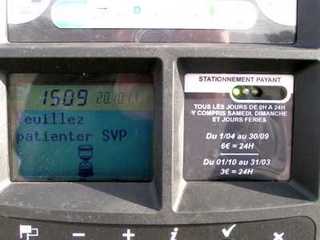 1509
euillez
patienter SVP
STATIONNEMENT PAYANT
TOUS LES JOURS DE 0H A 24H
Y COMPRIS SAMEDI, DIMANCHE
ET JOURS FERIES
Du 1/04 au 30/09
6€ = 24H
Du 01/10 au 31/03
3€ = 24H
- + i